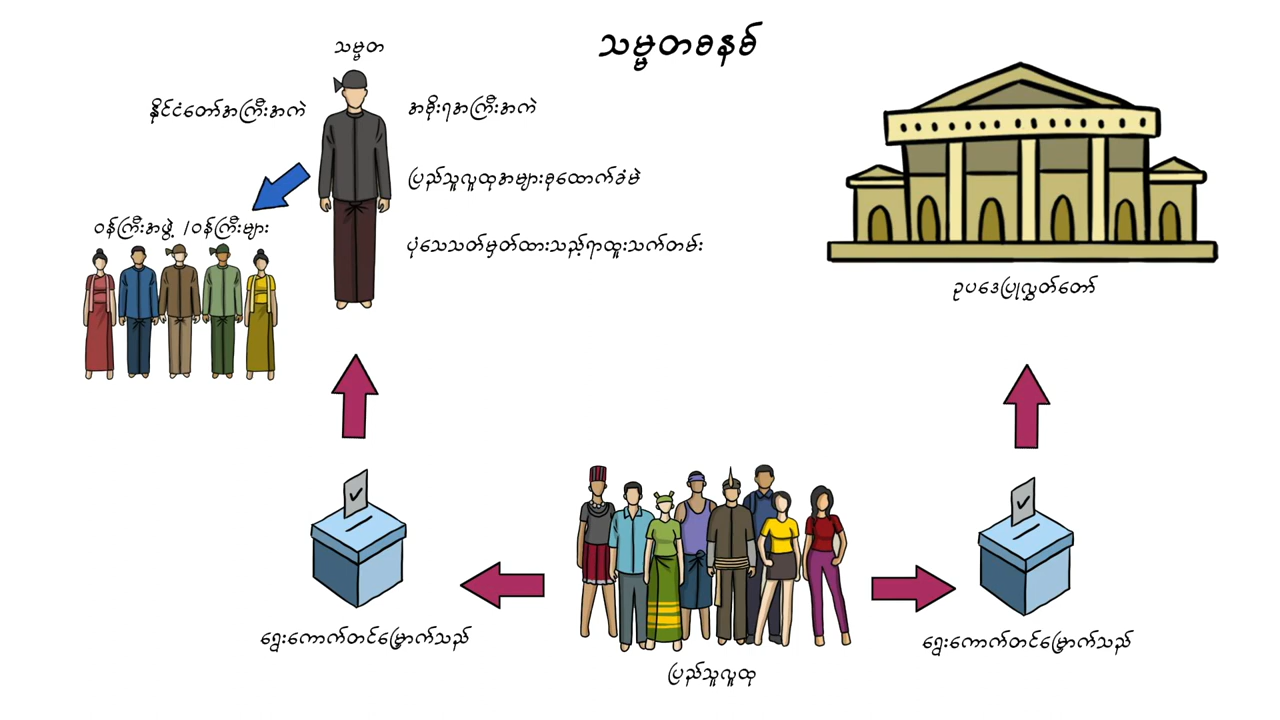 သမ္မတစနစ်
သမ္မတ
နိုင်ငံတော်အကြီးအကဲ
အစိုးရအကြီးအကဲ
ပြည်သူလူထုအများစုထောက်ခံမဲ
ပုံသေသတ်မှတ်ထားသည့်ရာထူးသက်တမ်း
ဝန်ကြီးအဖွဲ့ /ဝန်ကြီးများ
ဥပဒေပြုလွှတ်တော်
ရွေးကောက်တင်မြှောက်သည်
ရွေးကောက်တင်မြှောက်သည်
ပြည်သူလူထု